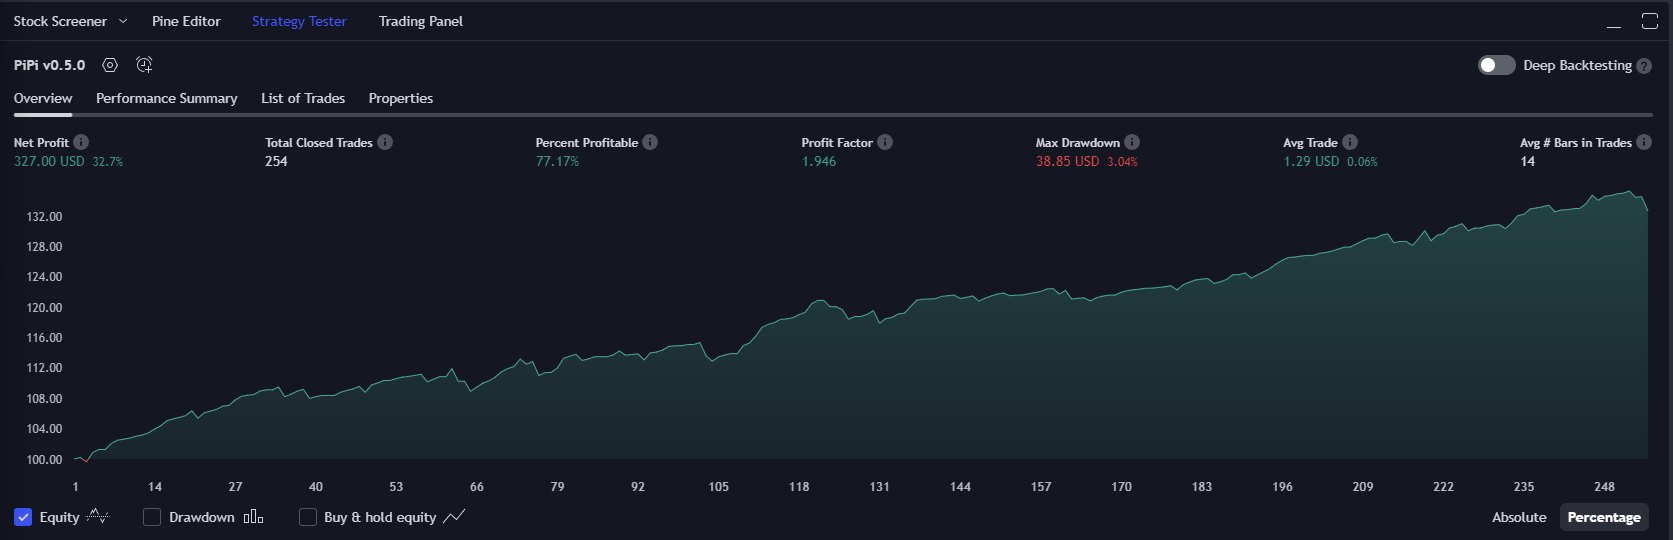 Stock Screener Pine Editor Strategy Tester Trading Panel
PiPi v0.5.0 Deep Backtesting ?
Overview Performance Summary List of Trades Properties
Net Profit Total Closed Trades Percent Profitable Profit Factor Max Drawdown Avg Trade Avg # Bars in Trades
327.00 USD 32.7% 254 77.17% 1.946 38.85 USD 3.04% 1.29 USD 0.06% 14
132.00
128.00
124.00
120.00
116.00
112.00
108.00
104.00
100.00
1 14 27 40 53 66 79 92 105 118 131 144 157 170 183 196 209 222 235 248
Equity Drawdown Buy & hold equity Absolute Percentage